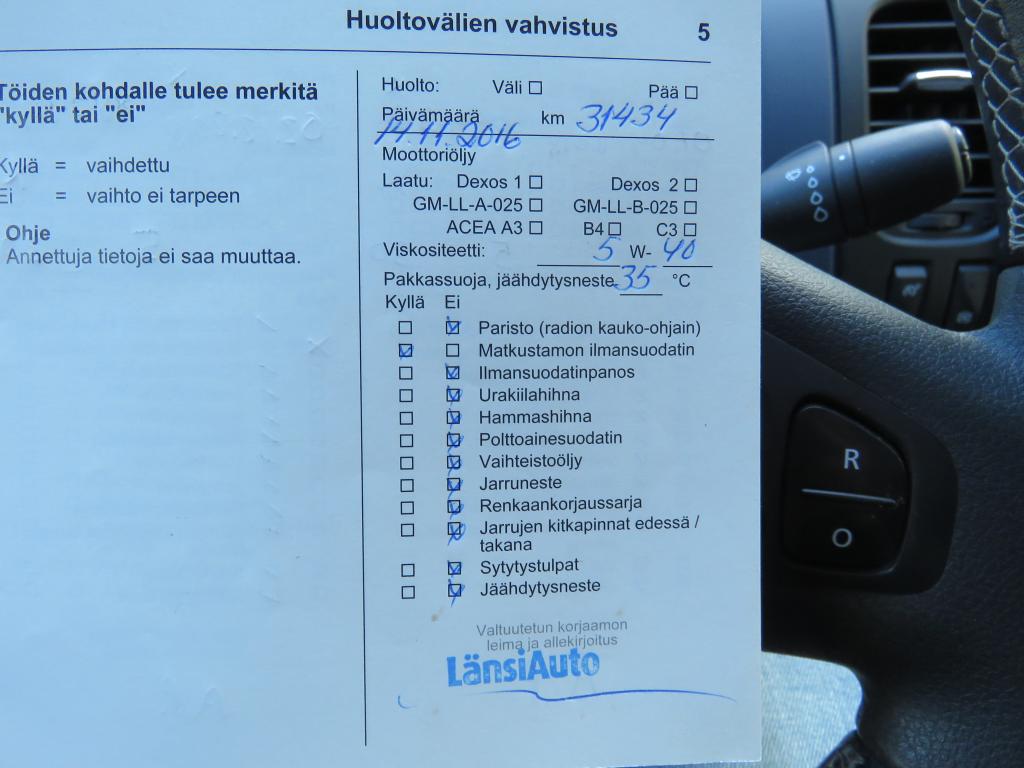 Huoltovälien vahvistus 5
Töiden kohdalle tulee merkitä
"kyllä" tai "ei"
Kyllä = vaihdettu
Ei = vaihto ei tarpeen
Ohje
Annettuja tietoja ei saa muuttaa.
Huolto: Väli Pää
Päivämäärä km 31434
14.11.2016
Moottoriöljy
Laatu: Dexos 1 Dexos 2
GM-LL-A-025 GM-LL-B-025
ACEA A3 B4 C3
Viskositeetti: 5 W- 40
Pakkassuoja, jäähdytysneste -35 °C
Kyllä Ei
Paristo (radion kauko-ohjain)
Matkustamon ilmansuodatin
Ilmansuodatinpanos
Urakiilahihna
Hammashihna
Polttoainesuodatin
Vaihteistoöljy
Jarruneste
Renkaankorjaussarja
Jarrujen kitkapinnat edessä /
takana
Sytytystulpat
Jäähdytysneste
Valtuutetun korjaamon
leima ja allekirjoitus
LänsiAuto
R
O